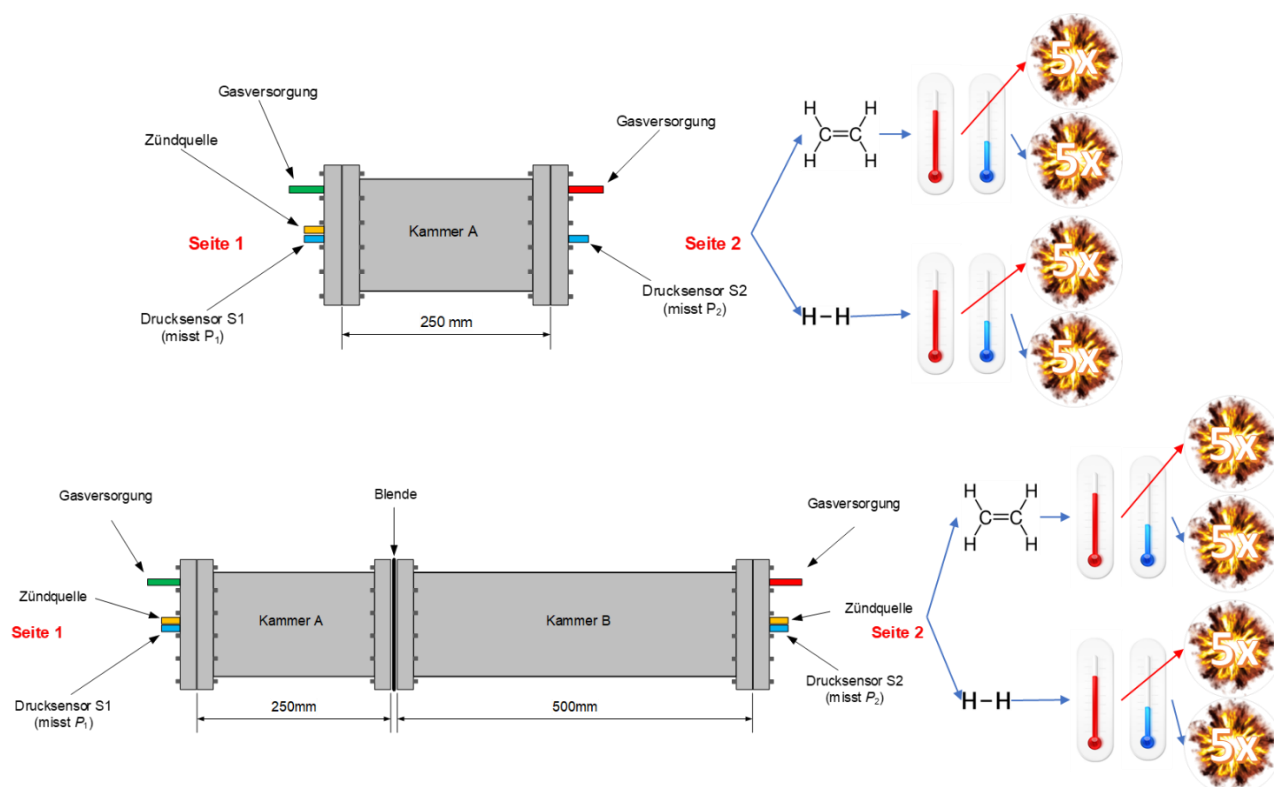 Gasversorgung
Zündquelle
Seite 1
Drucksensor S1
(misst P₁)
Kammer A
250 mm
Gasversorgung
Seite 2
Drucksensor S2
(misst P₂)
H
H
C=C
H
H
5x
5x
H–H
5x
5x
Gasversorgung
Zündquelle
Seite 1
Drucksensor S1
(misst P₁)
Blende
Kammer A
Kammer B
250mm
500mm
Gasversorgung
Zündquelle
Seite 2
Drucksensor S2
(misst P₂)
H
H
C=C
H
H
5x
5x
H–H
5x
5x